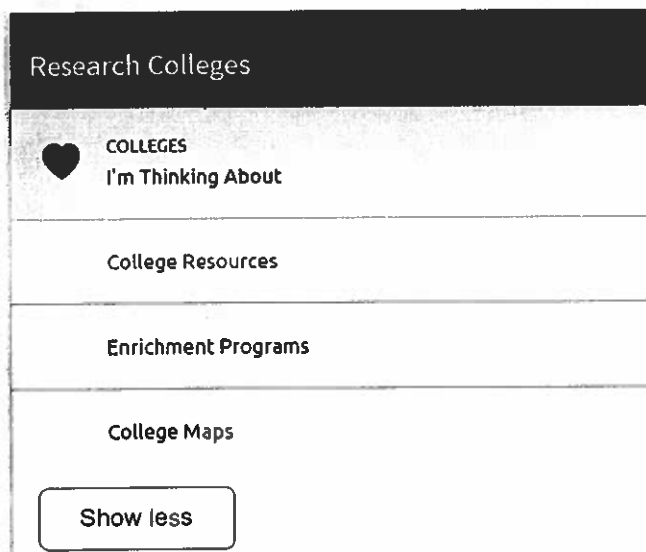 Research Colleges
COLLEGES
I'm Thinking About
College Resources
Enrichment Programs
College Maps
Show less